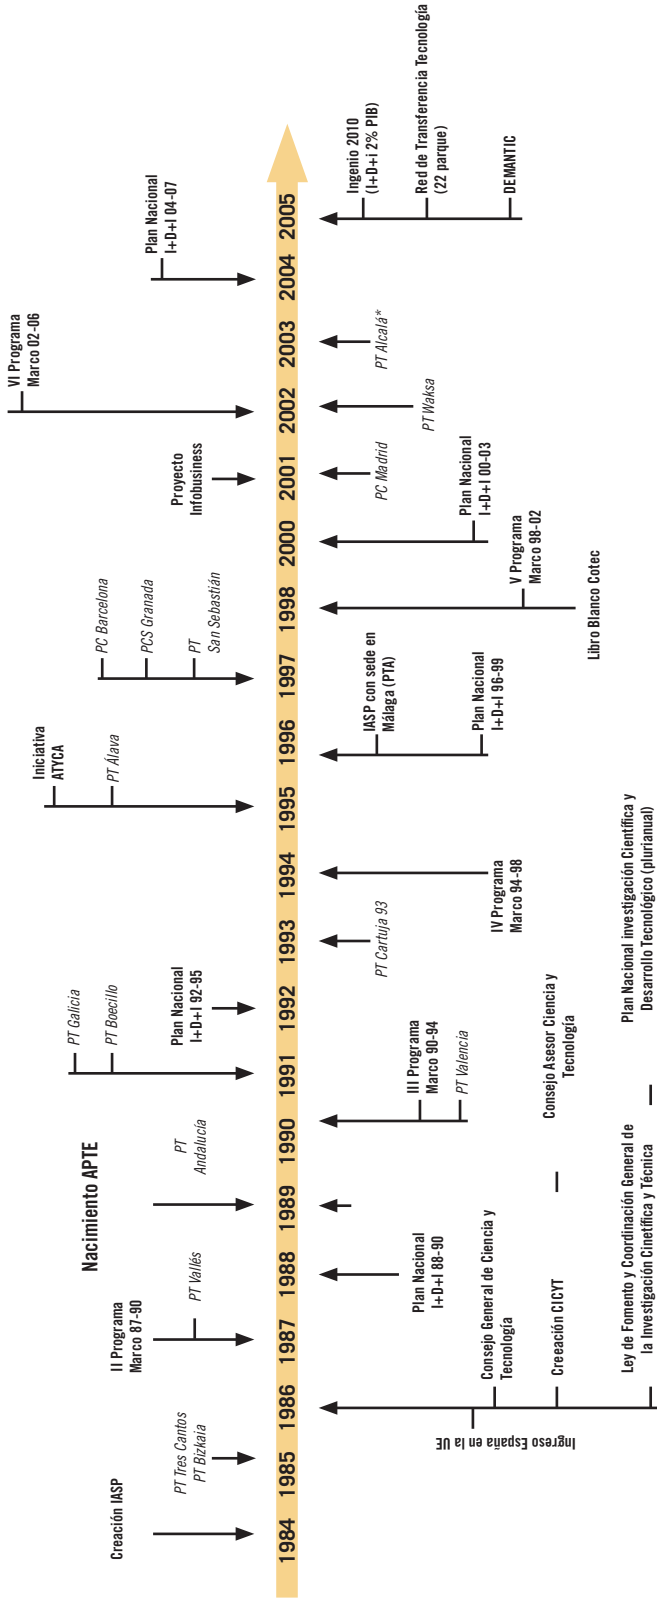 Creación IASP
PT Tres Cantos
PT Bizkaia
II Programa
Marco 87-90
PT Vallés
Nacimiento APTE
PT
Andalucía
PT Galicia
PT Boecillo
Plan Nacional
I+D+I 92-95
Iniciativa
ATYCA
PT Álava
PC Barcelona
PCS Granada
PT
San Sebastián
Proyecto
Infobusiness
VI Programa
Marco 02-06
Plan Nacional
I+D+I 04-07
1984
1985
1986
1987
1988
1989
1990
1991
1992
1993
1994
1995
1996
1997
1998
2000
2001
2002
2003
2004
2005
Ingreso España en la UE
Consejo General de Ciencia y
Tecnología
Creeación CICYT
Ley de Fomento y Coordinación General de
la Investigación Cinetífica y Técnica
Plan Nacional
I+D+I 88-90
Consejo Asesor Ciencia y
Tecnología
Plan Nacional investigación Científica y
Desarrollo Tecnológico (plurianual)
III Programa
Marco 90-94
PT Valencia
PT Cartuja 93
IV Programa
Marco 94-98
IASP con sede en
Málaga (PTA)
Plan Nacional
I+D+I 96-99
V Programa
Marco 98-02
Libro Blanco Cotec
Plan Nacional
I+D+I 00-03
PC Madrid
PT Waksa
PT Alcalá*
Ingenio 2010
(I+D+i 2% PIB)
Red de Transferencia Tecnología
(22 parque)
DEMANTIC